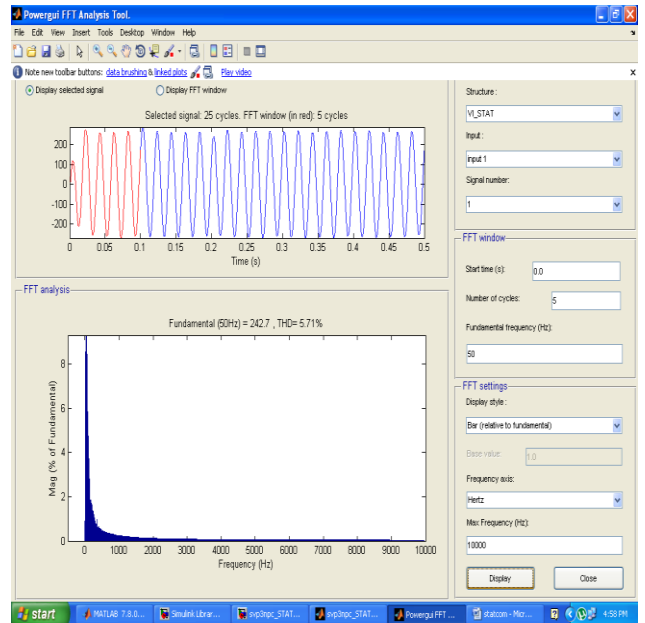 Powergui FFT Analysis Tool.
File Edit View Insert Tools Desktop Window Help
Note new toolbar buttons: data brushing & linked plots Play video x
Display selected signal Display FFT window
Selected signal: 25 cycles. FFT window (in red): 5 cycles
200
100
0
-100
-200
0 0.05 0.1 0.15 0.2 0.25 0.3 0.35 0.4 0.45 0.5
Time (s)
FFT analysis
Fundamental (50Hz) = 242.7 , THD= 5.71%
Mag (% of Fundamental)
8
6
4
2
0
0 1000 2000 3000 4000 5000 6000 7000 8000 9000 10000
Frequency (Hz)
Structure :
VI_STAT
Input :
input 1
Signal number:
1
FFT window
Start time (s): 0.0
Number of cycles: 5
Fundamental frequency (Hz):
50
FFT settings
Display style :
Bar (relative to fundamental)
Base value: 1.0
Frequency axis:
Hertz
Max Frequency (Hz):
10000
Display Close
start MATLAB 7.8.0... Simulink Librar... svp3npc_STAT... svp3npc_STAT... Powergui FFT ... statcom - Micr... 4:58 PM